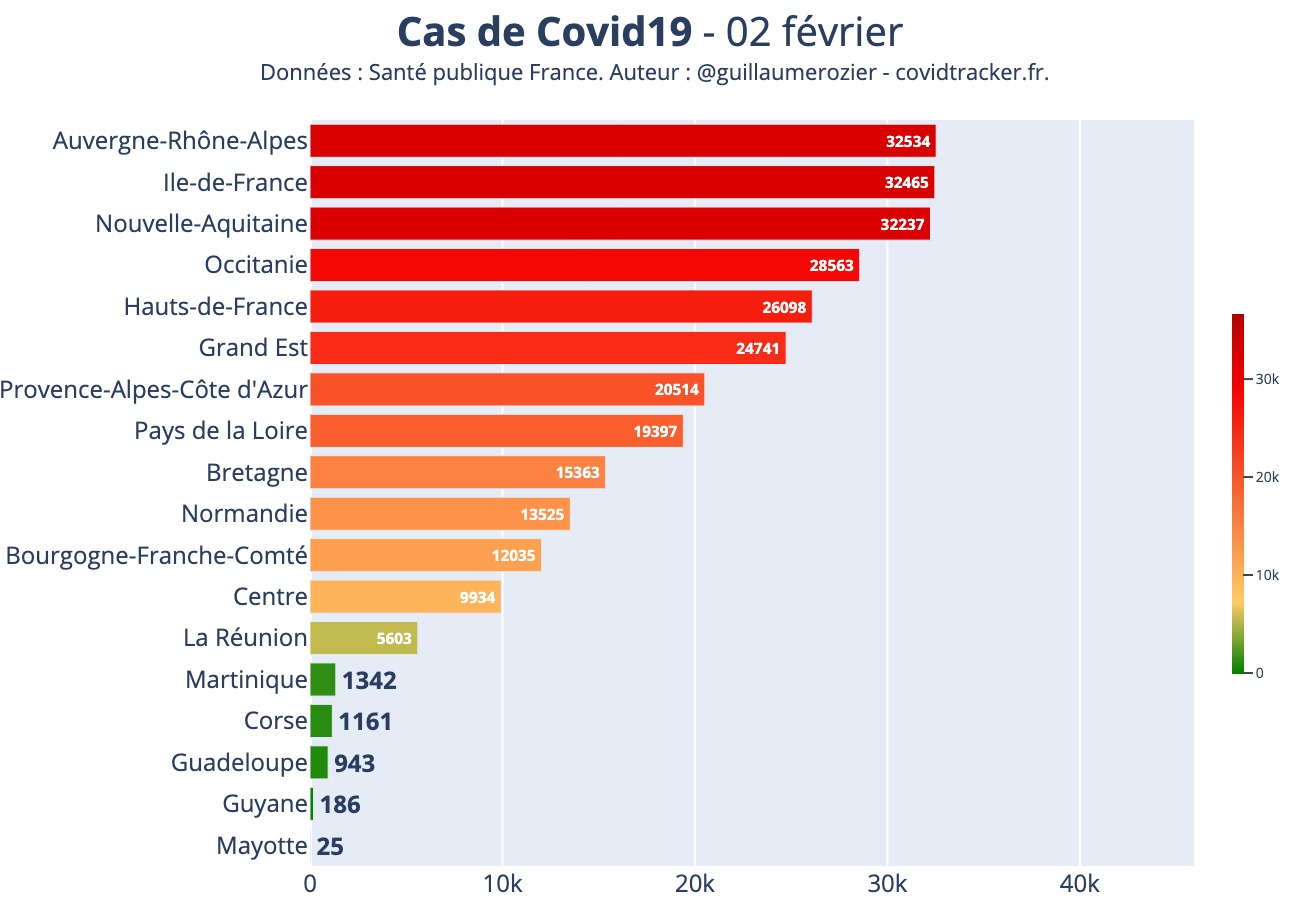 Cas de Covid19 - 02 février
Données : Santé publique France. Auteur : @guillaumerozier - covidtracker.fr.
Auvergne-Rhône-Alpes 32534
Ile-de-France 32465
Nouvelle-Aquitaine 32237
Occitanie 28563
Hauts-de-France 26098
Grand Est 24741
Provence-Alpes-Côte d'Azur 20514
Pays de la Loire 19397
Bretagne 15363
Normandie 13525
Bourgogne-Franche-Comté 12035
Centre 9934
La Réunion 5603
Martinique 1342
Corse 1161
Guadeloupe 943
Guyane 186
Mayotte 25
0 10k 20k 30k 40k
30k
20k
10k
0